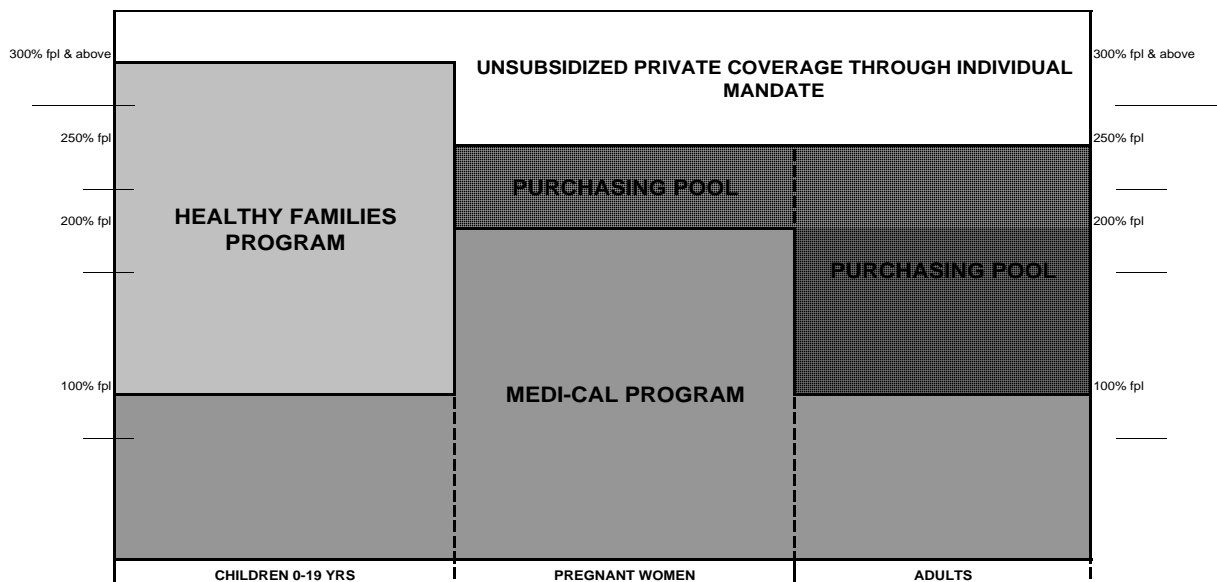 300% fpl & above
300% fpl & above
UNSUBSIDIZED PRIVATE COVERAGE THROUGH INDIVIDUAL
MANDATE
250% fpl
250% fpl
PURCHASING POOL
HEALTHY FAMILIES
PROGRAM
200% fpl
200% fpl
PURCHASING POOL
100% fpl
100% fpl
MEDI-CAL PROGRAM
CHILDREN 0-19 YRS
PREGNANT WOMEN
ADULTS